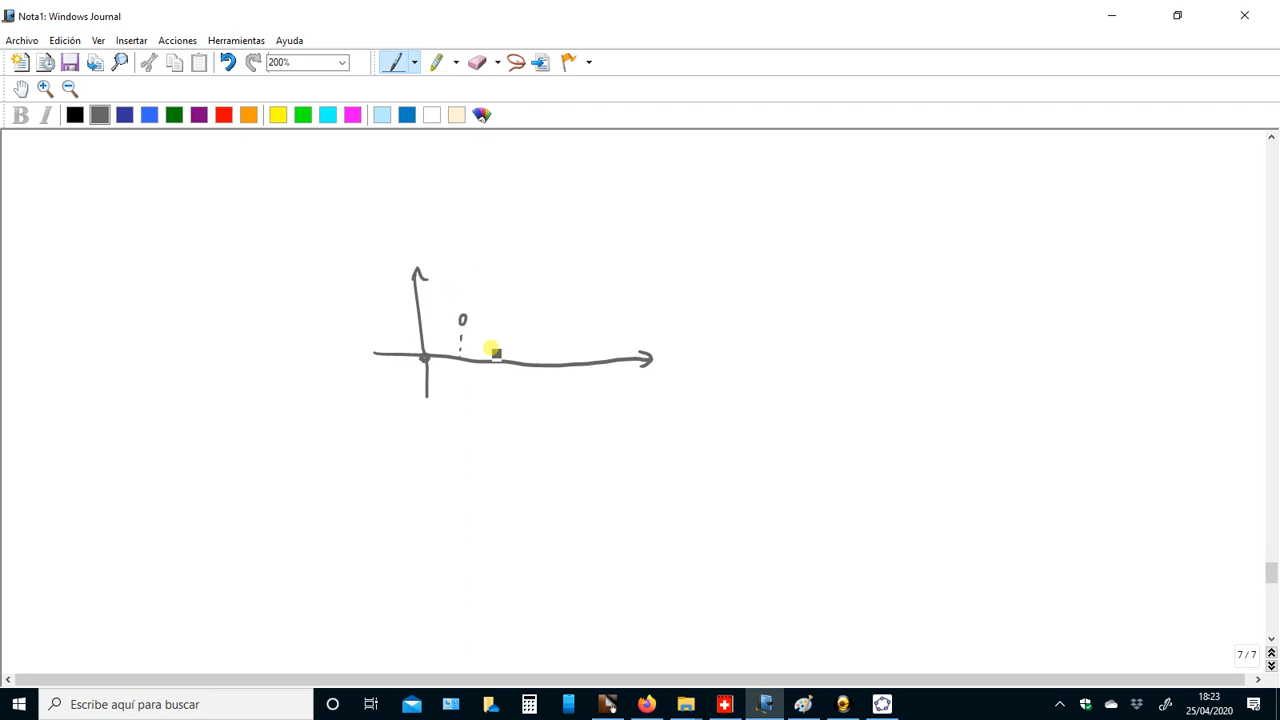 Nota1: Windows Journal
Archivo Edición Ver Insertar Acciones Herramientas Ayuda
200%
B I
0
7 / 7
Escribe aquí para buscar
18:23
25/04/2020